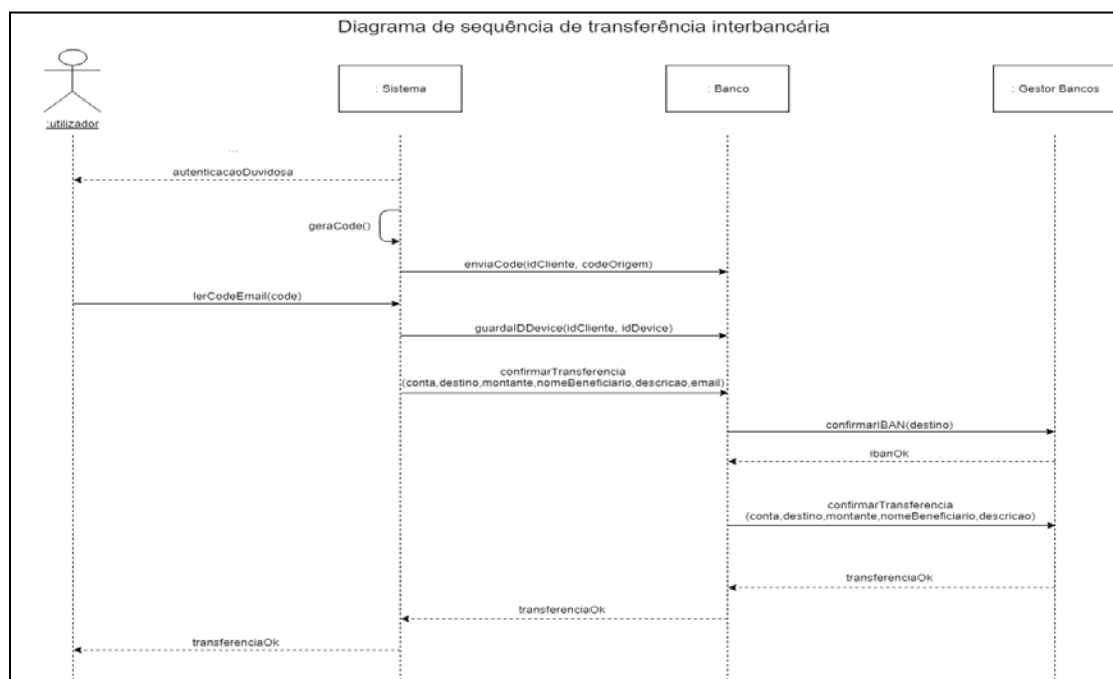 Diagrama de sequência de transferência interbancária
:utilizador
: Sistema
: Banco
: Gestor Bancos
...
autenticacaoDuvidosa
geraCode()
enviaCode(idCliente, codeOrigem)
lerCodeEmail(code)
guardaIDDevice(idCliente, idDevice)
confirmarTransferencia
(conta,destino,montante,nomeBeneficiario,descricao,email)
confirmarIBAN(destino)
ibanOk
confirmarTransferencia
(conta,destino,montante,nomeBeneficiario,descricao)
transferenciaOk
transferenciaOk
transferenciaOk